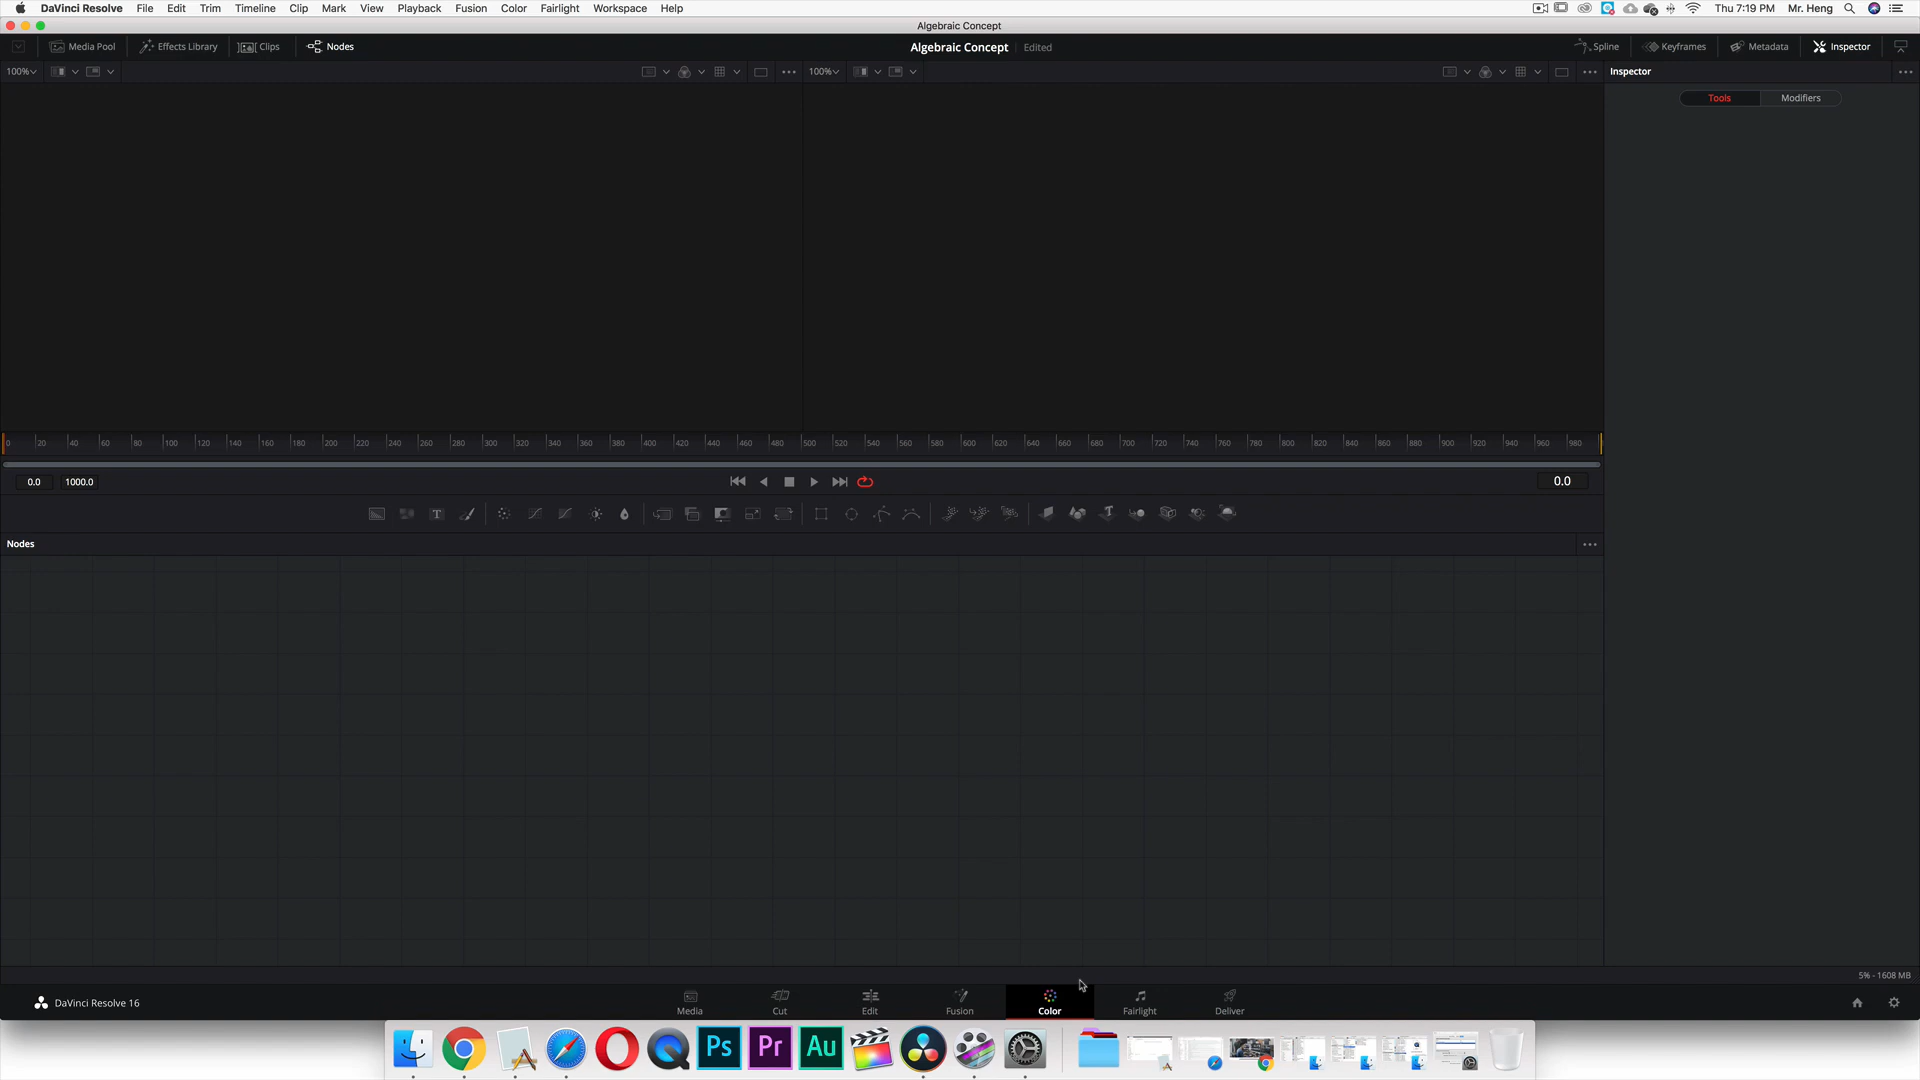 DaVinci Resolve File Edit Trim Timeline Clip Mark View Playback Fusion Color Fairlight Workspace Help Thu 7:19 PM Mr. Heng
Algebraic Concept
Media Pool Effects Library Clips Nodes Algebraic Concept Edited Spline Keyframes Metadata Inspector
100% 100% Inspector
Tools Modifiers
0 20 40 60 80 100 120 140 160 180 200 220 240 260 280 300 320 340 360 380 400 420 440 460 480 500 520 540 560 580 600 620 640 660 680 700 720 740 760 780 800 820 840 860 880 900 920 940 960 980
0.0 1000.0 0.0
T T
Nodes
5% - 1608 MB
DaVinci Resolve 16 Media Cut Edit Fusion Color Fairlight Deliver
Ps Pr Au